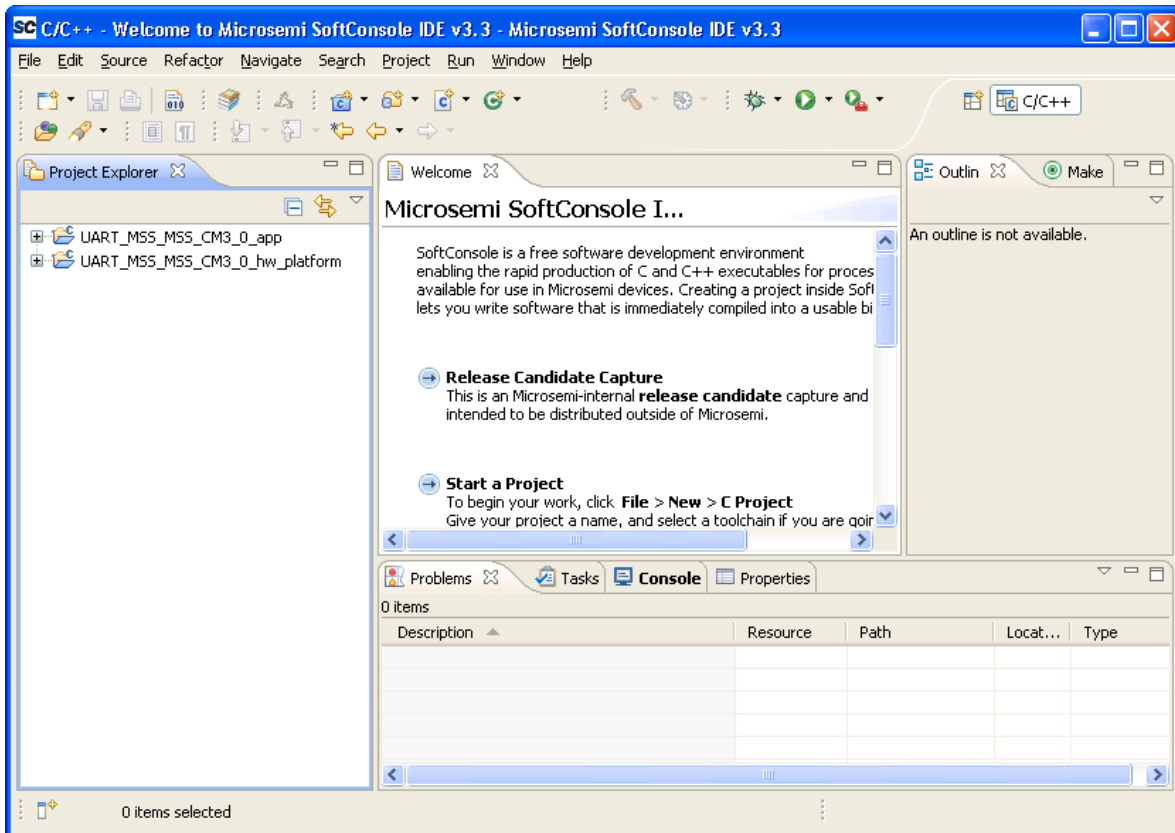 SC C/C++ - Welcome to Microsemi SoftConsole IDE v3.3 - Microsemi SoftConsole IDE v3.3
File Edit Source Refactor Navigate Search Project Run Window Help
C/C++
Project Explorer
Welcome
Outlin
Make
Microsemi SoftConsole I...
UART_MSS_MSS_CM3_0_app
UART_MSS_MSS_CM3_0_hw_platform
SoftConsole is a free software development environment
enabling the rapid production of C and C++ executables for proces
available for use in Microsemi devices. Creating a project inside Soft
lets you write software that is immediately compiled into a usable bi
Release Candidate Capture
This is an Microsemi-internal release candidate capture and
intended to be distributed outside of Microsemi.
Start a Project
To begin your work, click File > New > C Project
Give your project a name, and select a toolchain if you are goir
An outline is not available.
Problems Tasks Console Properties
0 items
Description Resource Path Locat... Type
0 items selected